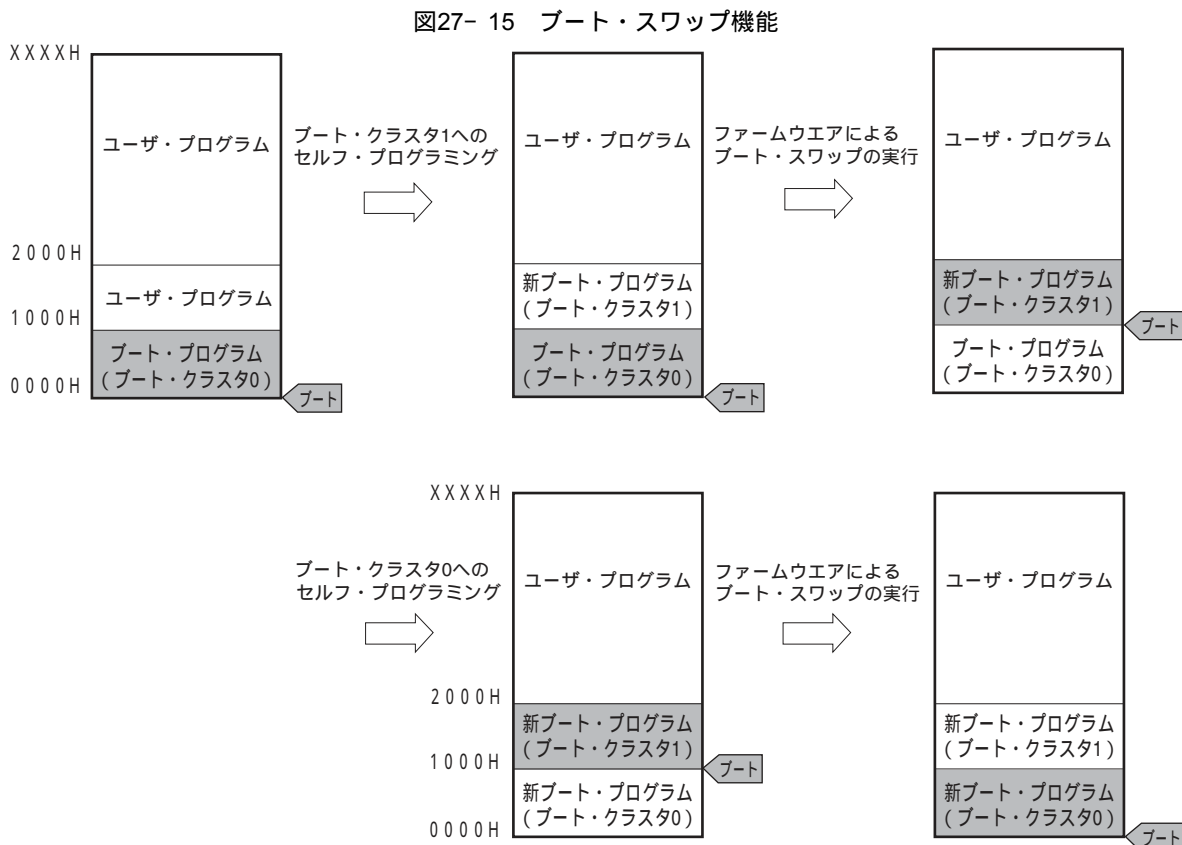 図27- 15 ブート・スワップ機能
XXXXH
ユーザ・プログラム
2000H
ユーザ・プログラム
1000H
ブート・プログラム
(ブート・クラスタ0)
0000H
ブート
ブート・クラスタ1への
セルフ・プログラミング
ユーザ・プログラム
新ブート・プログラム
(ブート・クラスタ1)
ブート・プログラム
(ブート・クラスタ0)
ブート
ファームウエアによる
ブート・スワップの実行
ユーザ・プログラム
新ブート・プログラム
(ブート・クラスタ1)
ブート
ブート・プログラム
(ブート・クラスタ0)
ブート・クラスタ0への
セルフ・プログラミング
XXXXH
ユーザ・プログラム
2000H
新ブート・プログラム
(ブート・クラスタ1)
1000H
ブート
新ブート・プログラム
(ブート・クラスタ0)
0000H
ファームウエアによる
ブート・スワップの実行
ユーザ・プログラム
新ブート・プログラム
(ブート・クラスタ1)
新ブート・プログラム
(ブート・クラスタ0)
ブート